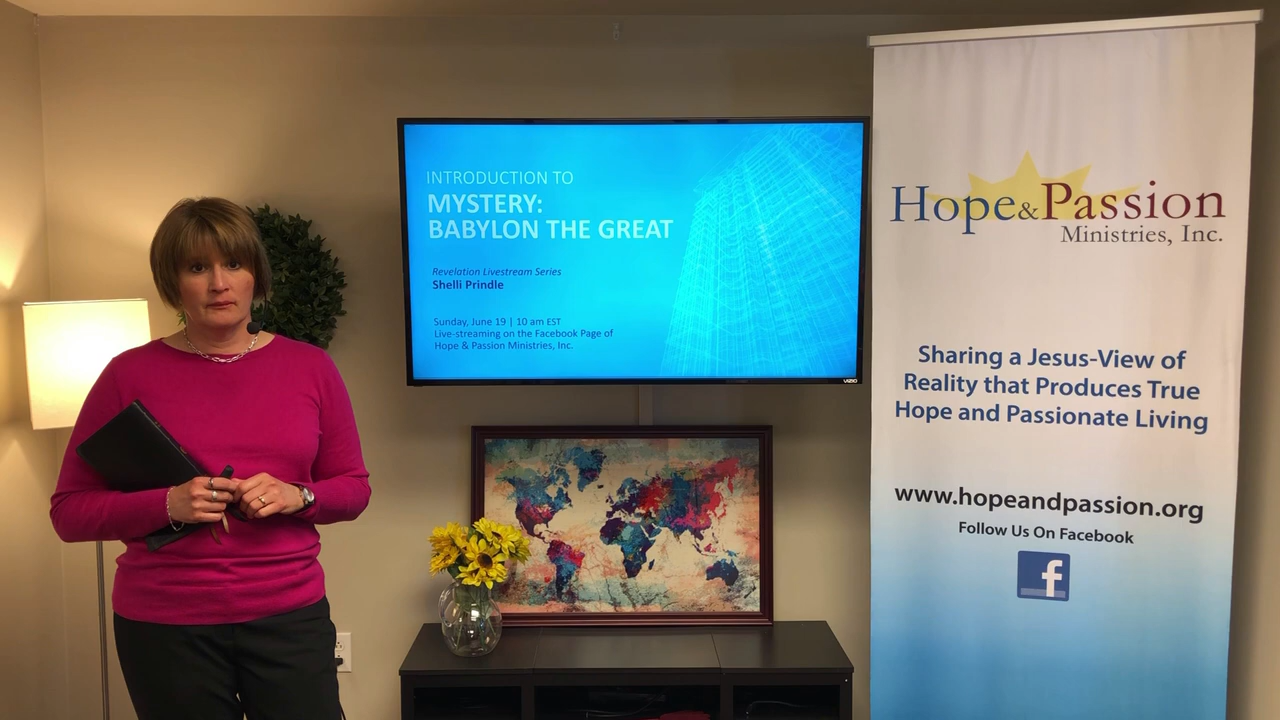 INTRODUCTION TO
MYSTERY:
BABYLON THE GREAT
Revelation Livestream Series
Shelli Prindle
Sunday, June 19 | 10 am EST
Live-streaming on the Facebook Page of
Hope & Passion Ministries, Inc.
VIZIO
Hope&Passion
Ministries, Inc.
Sharing a Jesus-View of
Reality that Produces True
Hope and Passionate Living
www.hopeandpassion.org
Follow Us On Facebook
f